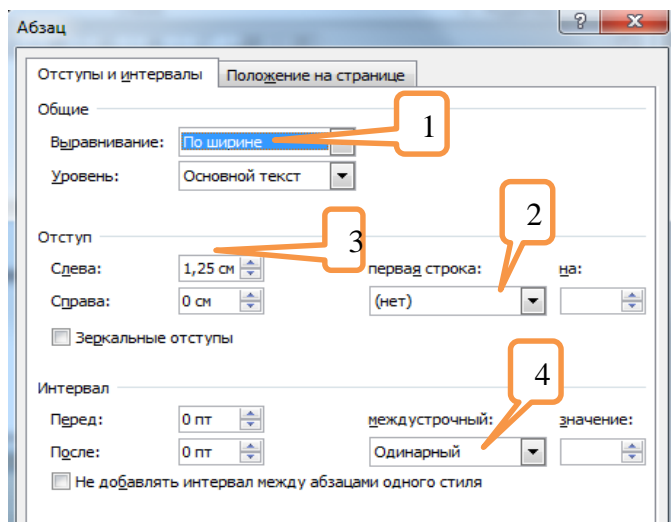 Абзац
Отступы и интервалы Положение на странице
Общие
1
Выравнивание: По ширине
Уровень: Основной текст
2
Отступ
3
Слева: 1,25 см первая строка: на:
Справа: 0 см (нет)
Зеркальные отступы
4
Интервал
Перед: 0 пт междустрочный: значение:
После: 0 пт Одинарный
Не добавлять интервал между абзацами одного стиля